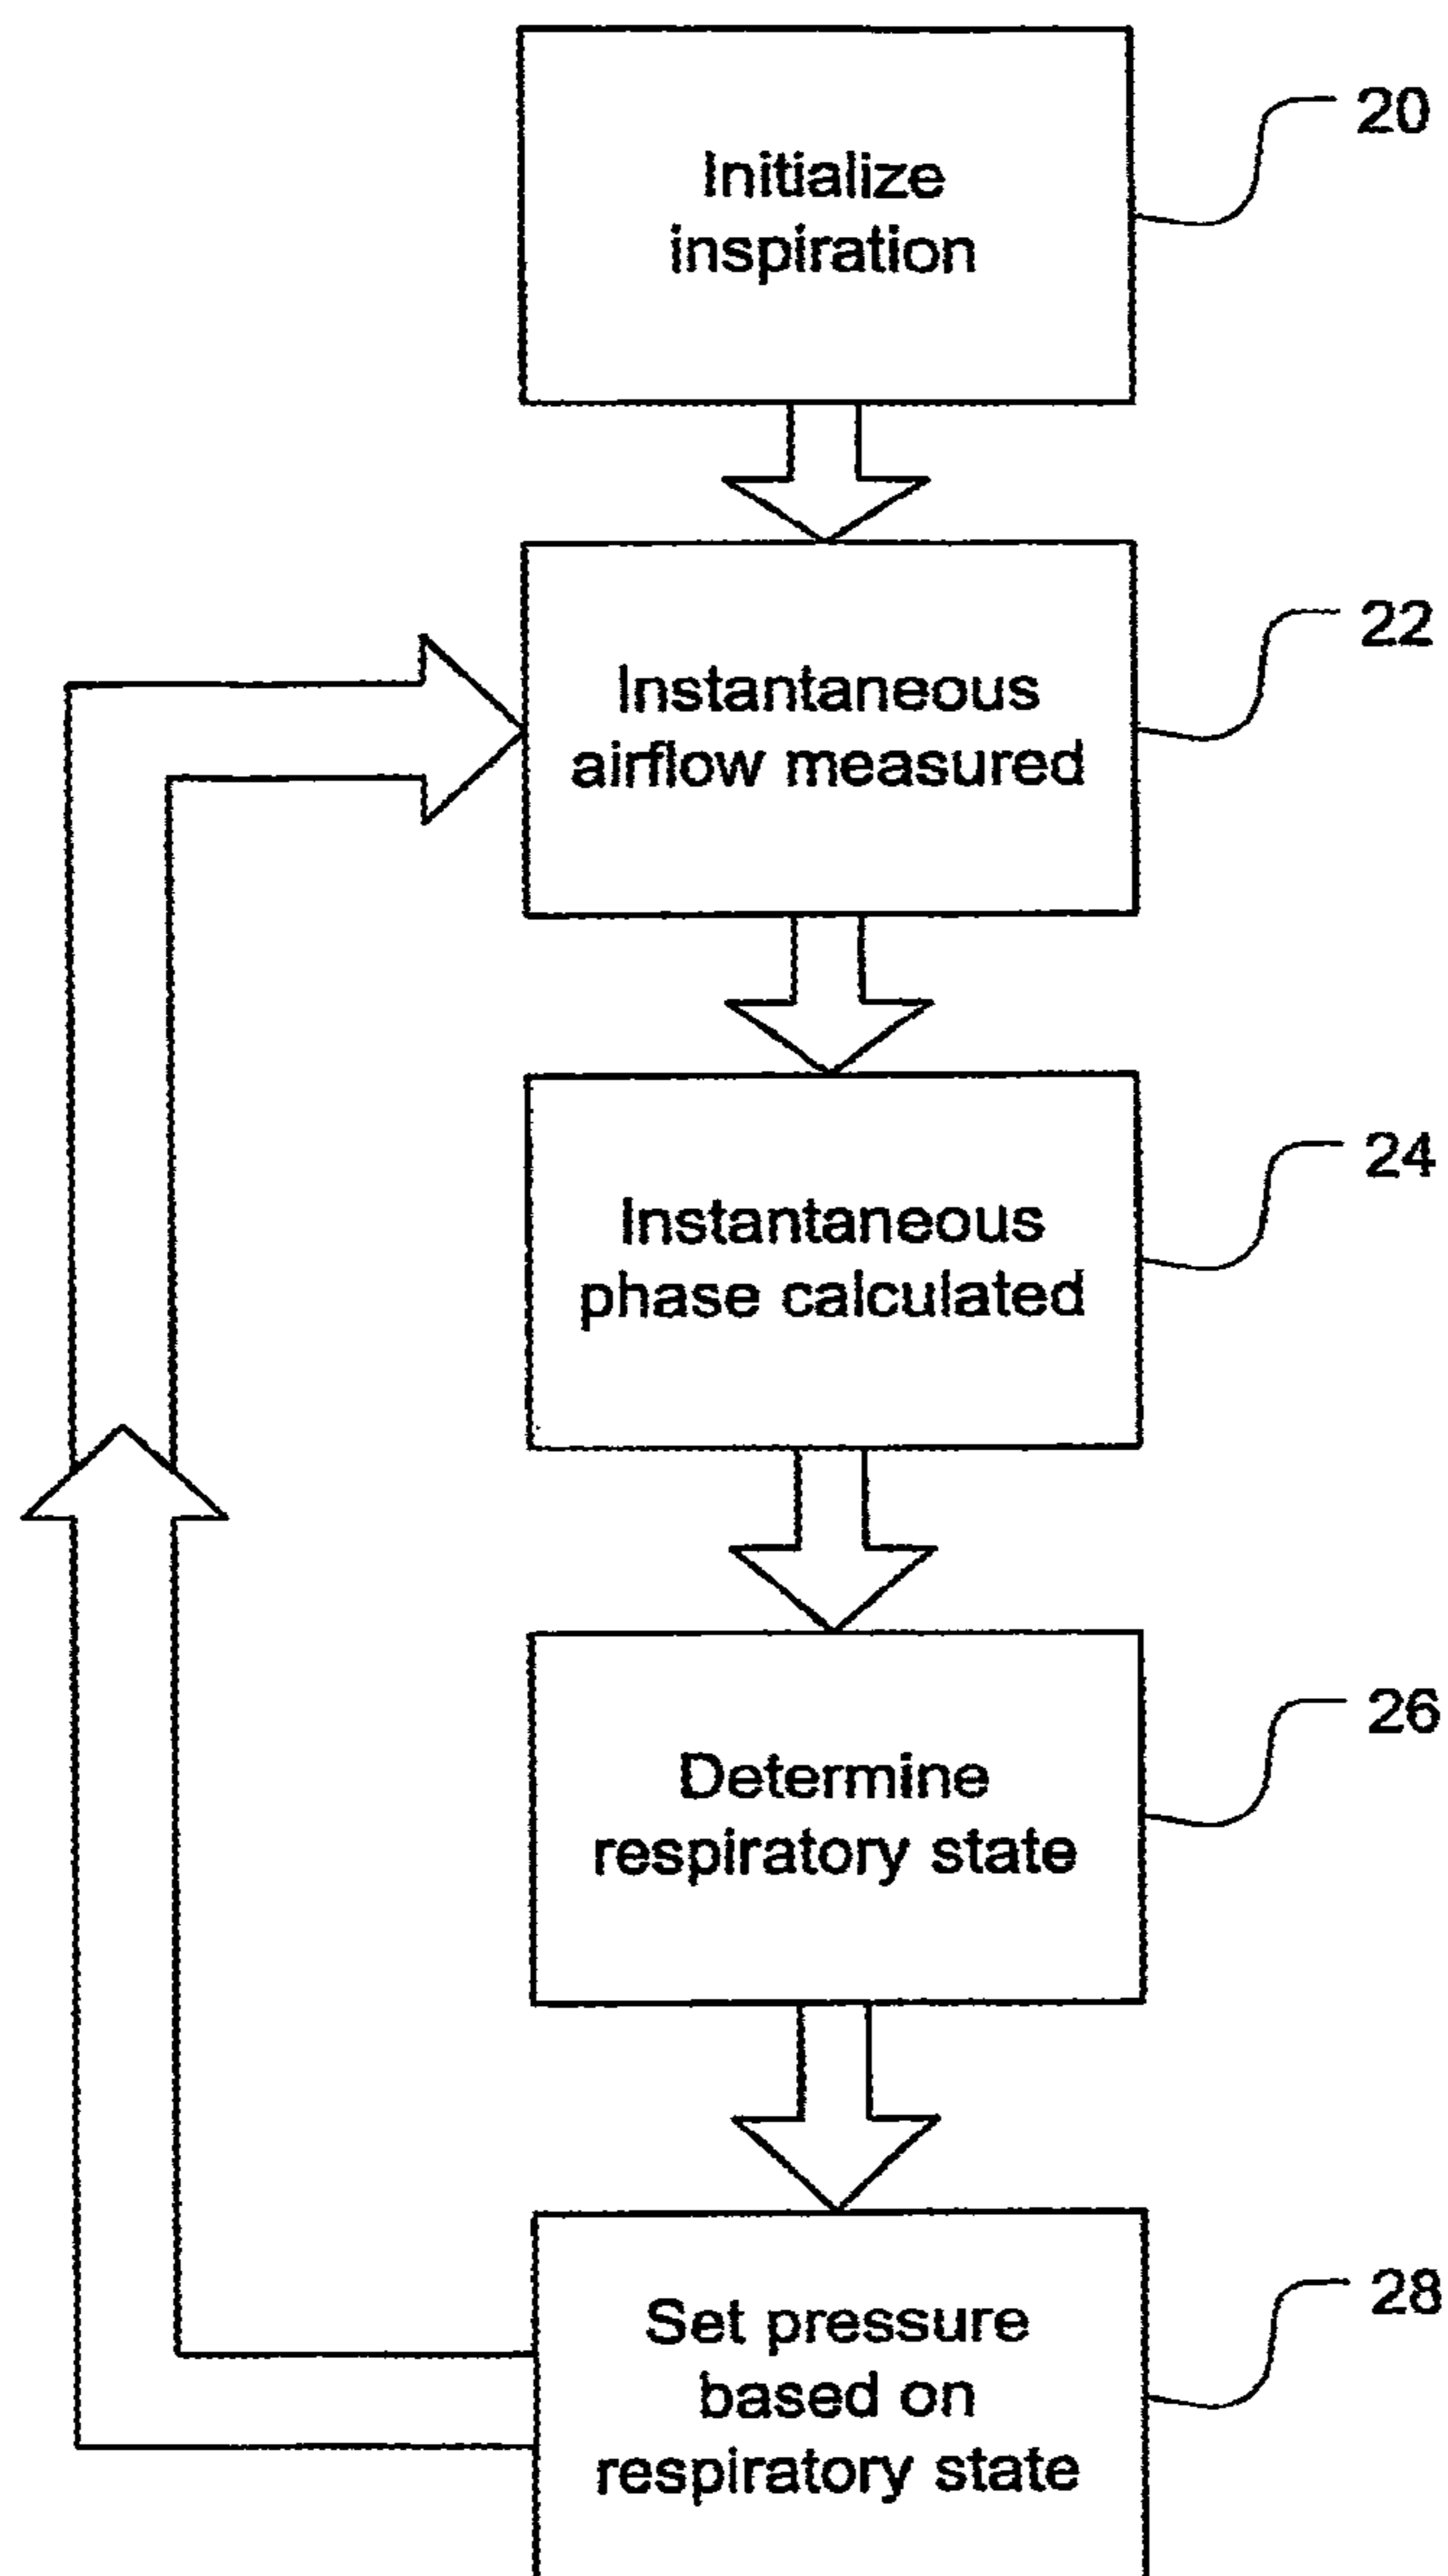 Initialize
inspiration
20
Instantaneous
airflow measured
22
Instantaneous
phase calculated
24
Determine
respiratory state
26
Set pressure
based on
respiratory state
28